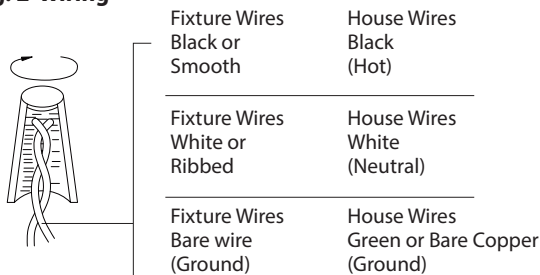 Wiring
Fixture Wires House Wires
Black or Black
Smooth (Hot)
Fixture Wires House Wires
White or White
Ribbed (Neutral)
Fixture Wires House Wires
Bare wire Green or Bare Copper
(Ground) (Ground)